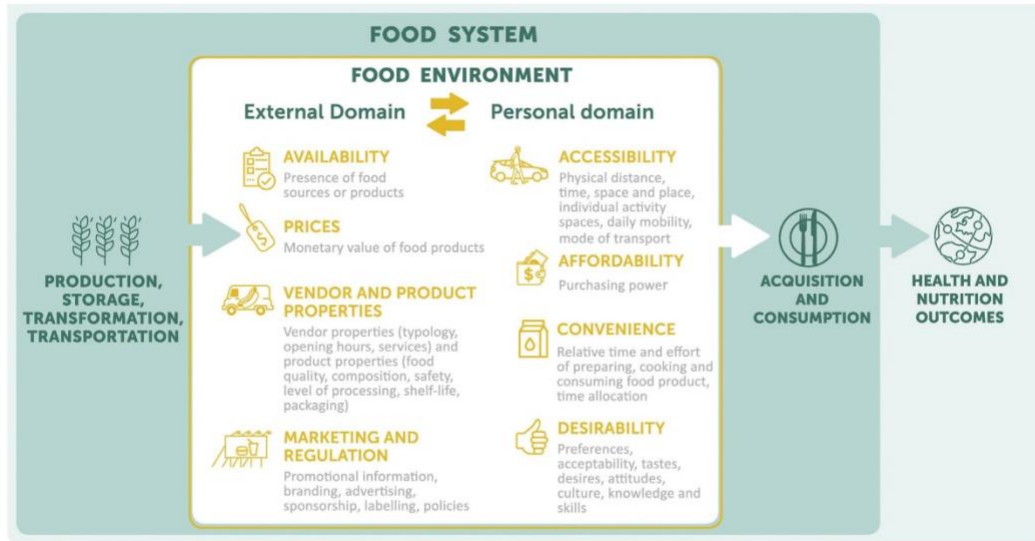 FOOD SYSTEM
FOOD ENVIRONMENT
External Domain
Personal domain
AVAILABILITY
Presence of food
sources or products
PRICES
Monetary value of food products
VENDOR AND PRODUCT
PROPERTIES
Vendor properties (typology,
opening hours, services) and
product properties (food
quality, composition, safety,
level of processing, shelf-life,
packaging)
MARKETING AND
REGULATION
Promotional information,
branding, advertising,
sponsorship, labelling, policies
ACCESSIBILITY
Physical distance,
time, space and place,
individual activity
spaces, daily mobility,
mode of transport
AFFORDABILITY
Purchasing power
CONVENIENCE
Relative time and effort
of preparing, cooking and
consuming food product,
time allocation
DESIRABILITY
Preferences,
acceptability, tastes,
desires, attitudes,
culture, knowledge and
skills
PRODUCTION,
STORAGE,
TRANSFORMATION,
TRANSPORTATION
ACQUISITION
AND
CONSUMPTION
HEALTH AND
NUTRITION
OUTCOMES